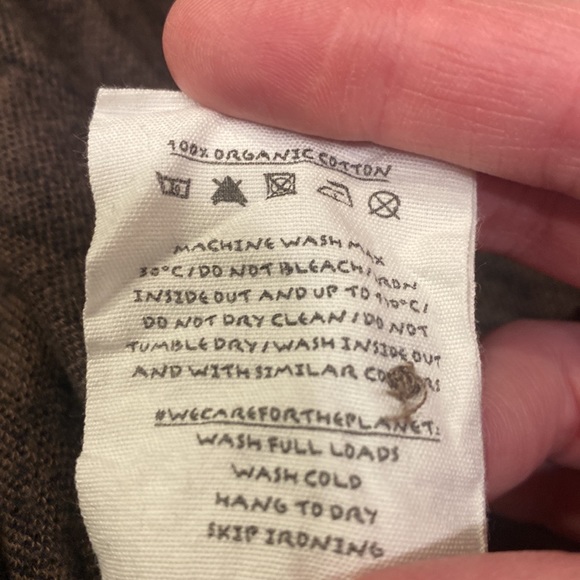 100% ORGANIC COTTON
30
MACHINE WASH MAX
30°C/DO NOT BLEACH/IRON
INSIDE OUT AND UP TO 110°C/
DO NOT DRY CLEAN/DO NOT
TUMBLE DRY/WASH INSIDE OUT
AND WITH SIMILAR COLORS
#WECAREFORTHEPLANET:
WASH FULL LOADS
WASH COLD
HANG TO DRY
SKIP IRONING